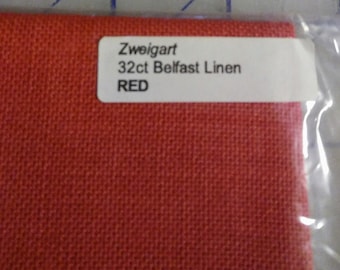 Zweigart
32ct Belfast Linen
RED